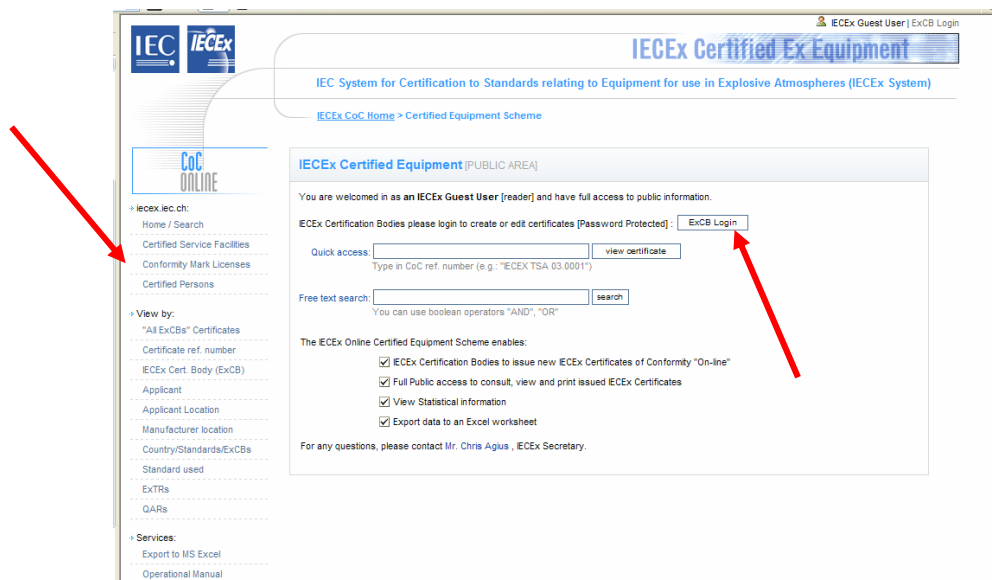 IECEx Guest User | ExCB Login
IEC IECEx
IECEx Certified Ex Equipment
IEC System for Certification to Standards relating to Equipment for use in Explosive Atmospheres (IECEx System)
IECEx CoC Home > Certified Equipment Scheme
CoC
ONLINE
iecex.iec.ch:
Home / Search
Certified Service Facilities
Conformity Mark Licenses
Certified Persons
View by:
"All ExCBs" Certificates
Certificate ref. number
IECEx Cert. Body (ExCB)
Applicant
Applicant Location
Manufacturer location
Country/Standards/ExCBs
Standard used
ExTRs
QARs
Services:
Export to MS Excel
Operational Manual
IECEx Certified Equipment [PUBLIC AREA]
You are welcomed in as an IECEx Guest User [reader] and have full access to public information.
IECEx Certification Bodies please login to create or edit certificates [Password Protected] : ExCB Login
Quick access: view certificate
Type in CoC ref. number (e.g.: "IECEX TSA 03.0001")
Free text search: search
You can use boolean operators "AND", "OR"
The IECEx Online Certified Equipment Scheme enables:
IECEx Certification Bodies to issue new IECEx Certificates of Conformity "On-line"
Full Public access to consult, view and print issued IECEx Certificates
View Statistical information
Export data to an Excel worksheet
For any questions, please contact Mr. Chris Agius , IECEx Secretary.